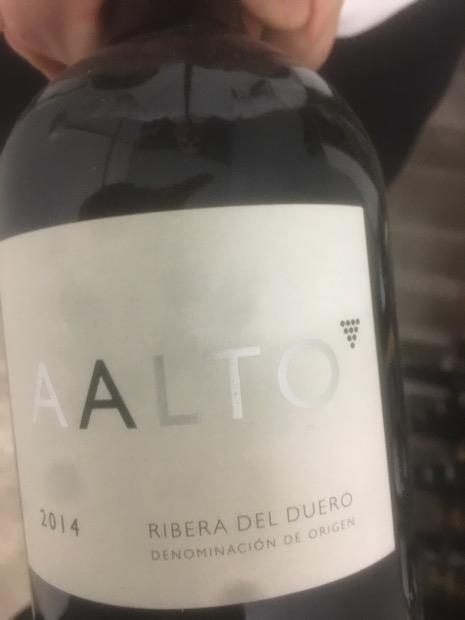 AALTO
2014
RIBERA DEL DUERO
DENOMINACIÓN DE ORIGEN